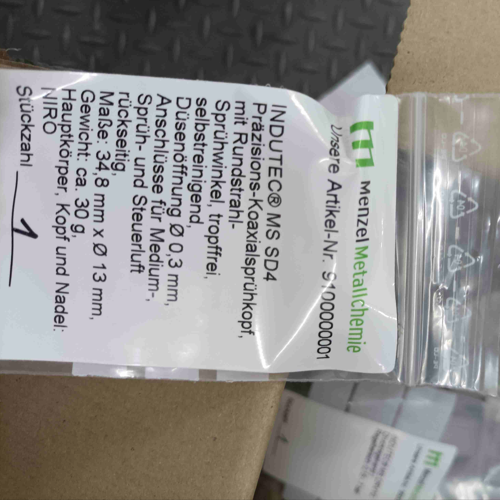 Menzel Metallchemie
Unsere Artikel-Nr. 9100000001
INDUTEC® MS SD4
Präzisions-Koaxialsprühkopf,
mit Rundstrahl-
Sprühwinkel, tropffrei,
selbstreinigend,
Düsenöffnung Ø 0,3 mm,
Anschlüsse für Medium-,
Sprüh- und Steuerluft
rückseitig,
Maße: 34,8 mm x Ø 13 mm,
Gewicht: ca. 30 g,
Hauptkörper, Kopf und Nadel:
NIRO
Stückzahl 1
Menzel